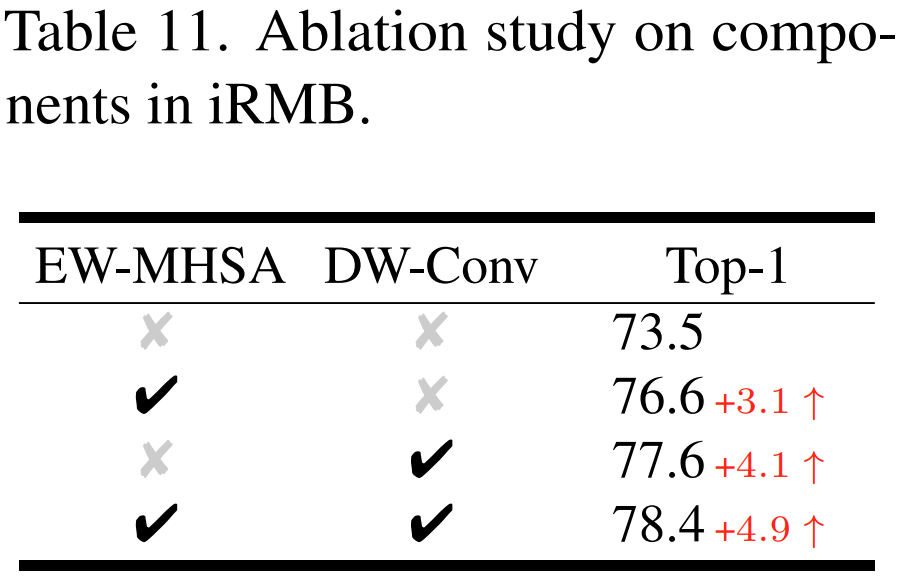 Table 11. Ablation study on compo-
nents in iRMB.
EW-MHSA DW-Conv Top-1
✘ ✘ 73.5
✔ ✘ 76.6 +3.1 ↑
✘ ✔ 77.6 +4.1 ↑
✔ ✔ 78.4 +4.9 ↑